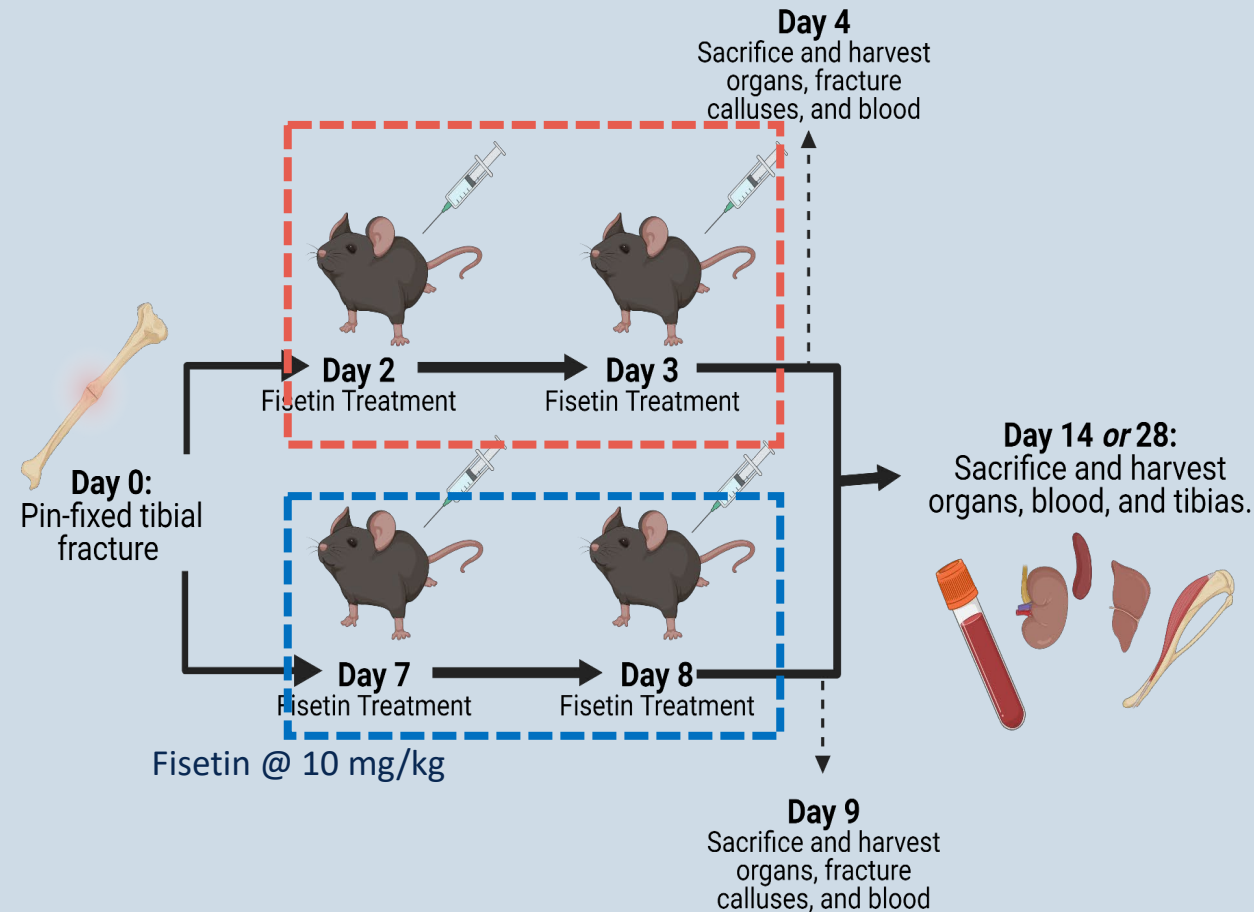 Day 4
Sacrifice and harvest
organs, fracture
calluses, and blood
Day 2
Fisetin Treatment
Day 3
Fisetin Treatment
Day 0:
Pin-fixed tibial
fracture
Day 14 or 28:
Sacrifice and harvest
organs, blood, and tibias.
Day 7
Fisetin Treatment
Day 8
Fisetin Treatment
Fisetin @ 10 mg/kg
Day 9
Sacrifice and harvest
organs, fracture
calluses, and blood